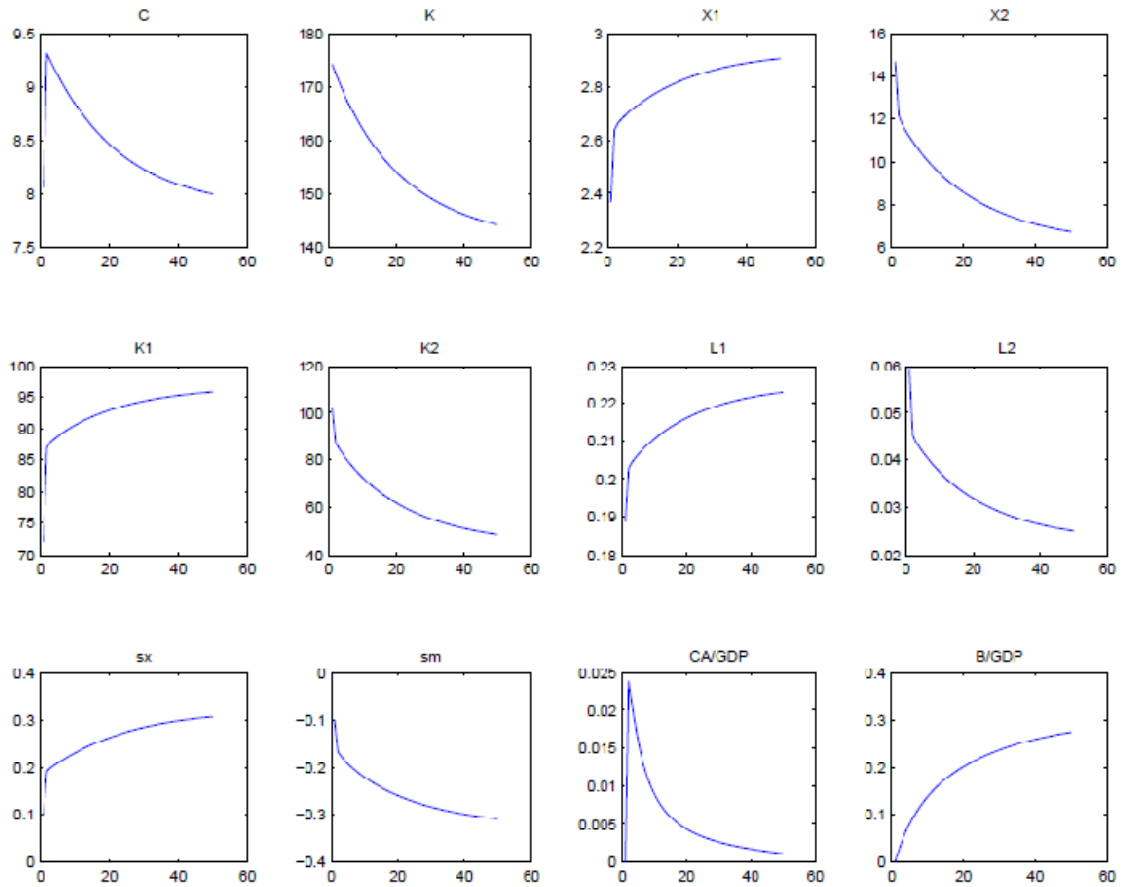 C K X1 X2
9.5 180 3 16
9 170 2.8 14
8.5 160 2.6 12
8 150 2.4 10
7.5 140 2.2 8
6
0 20 40 60 0 20 40 60 0 20 40 60 0 20 40 60
K1 K2 L1 L2
100 120 0.23 0.06
95 100 0.22 0.05
90 80 0.21 0.04
85 60 0.2 0.03
80 40 0.19 0.02
75 0.18
70
0 20 40 60 0 20 40 60 0 20 40 60 0 20 40 60
sx sm CA/GDP B/GDP
0.4 0 0.025 0.4
0.3 −0.1 0.02 0.3
0.2 −0.2 0.015 0.2
0.1 −0.3 0.01 0.1
0 −0.4 0.005 0
0
0 20 40 60 0 20 40 60 0 20 40 60 0 20 40 60